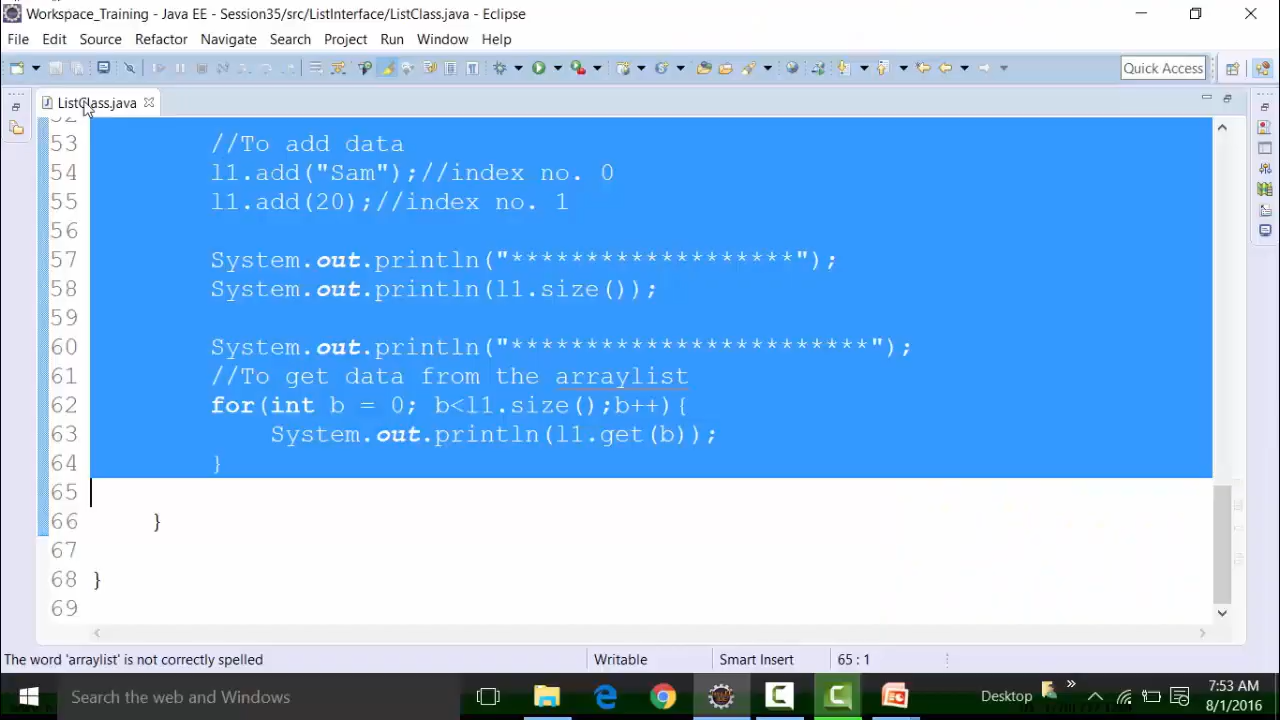 Workspace_Training - Java EE - Session35/src/ListInterface/ListClass.java - Eclipse
File Edit Source Refactor Navigate Search Project Run Window Help
Quick Access
ListClass.java
52
53 //To add data
54 l1.add("Sam");//index no. 0
55 l1.add(20);//index no. 1
56
57 System.out.println("*******************");
58 System.out.println(l1.size());
59
60 System.out.println("************************");
61 //To get data from the arraylist
62 for(int b = 0; b<l1.size();b++){
63 System.out.println(l1.get(b));
64 }
65
66 }
67
68 }
69
The word 'arraylist' is not correctly spelled Writable Smart Insert 65 : 1
Search the web and Windows Desktop 7:53 AM
8/1/2016